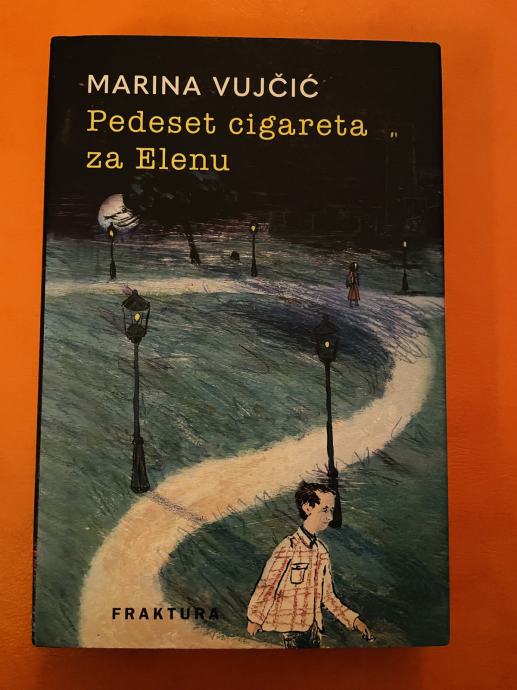 MARINA VUJČIĆ
Pedeset cigareta
za Elenu
FRAKTURA